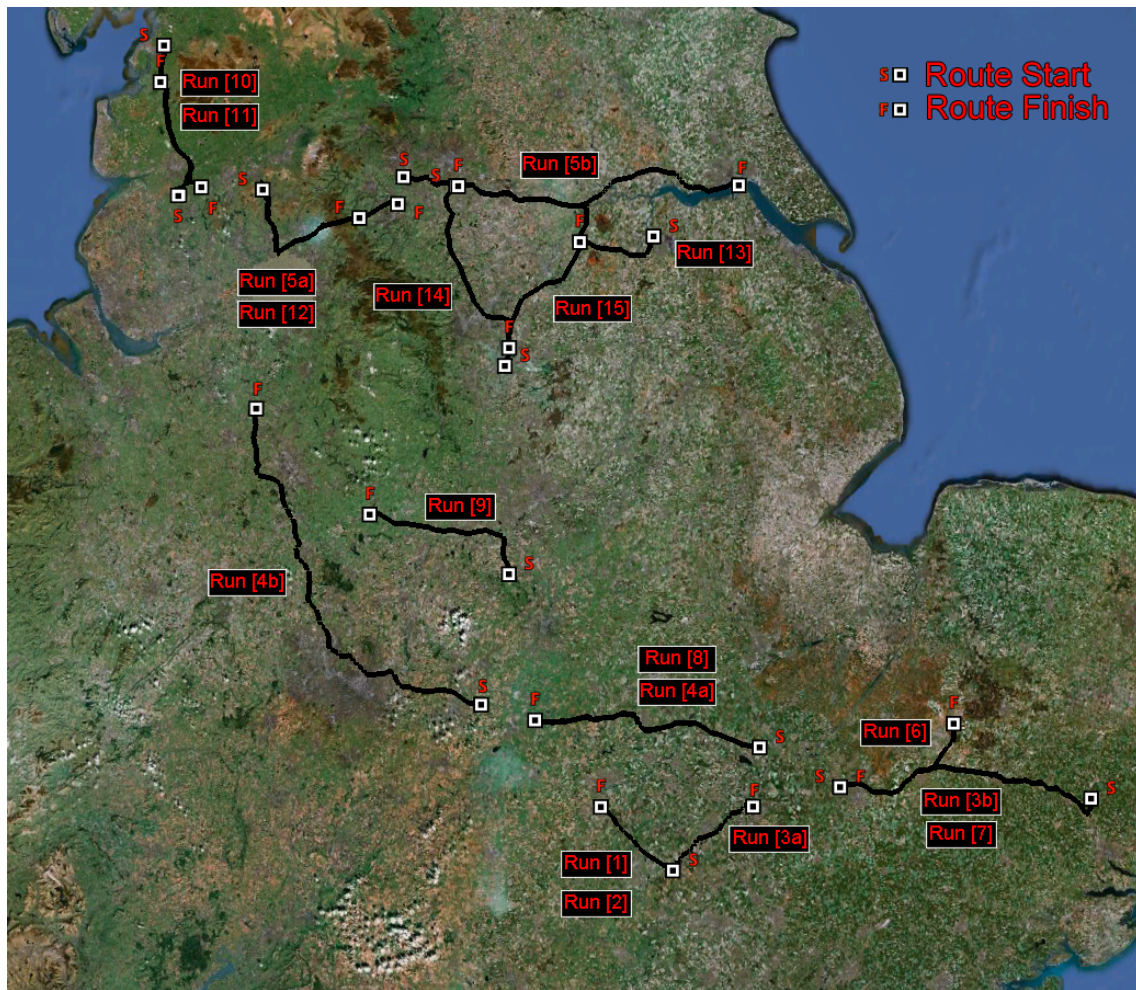 S
F
Run [10]
Run [11]
S Route Start
F Route Finish
S
F
S
F
F
S
S
F
Run [5b]
F
F
S
Run [13]
Run [5a]
Run [12]
Run [14]
Run [15]
F
S
F
F
Run [9]
S
Run [4b]
Run [8]
Run [4a]
S
F
S
F
Run [6]
S
F
S
Run [3b]
Run [7]
F
F
Run [3a]
Run [1]
S
Run [2]